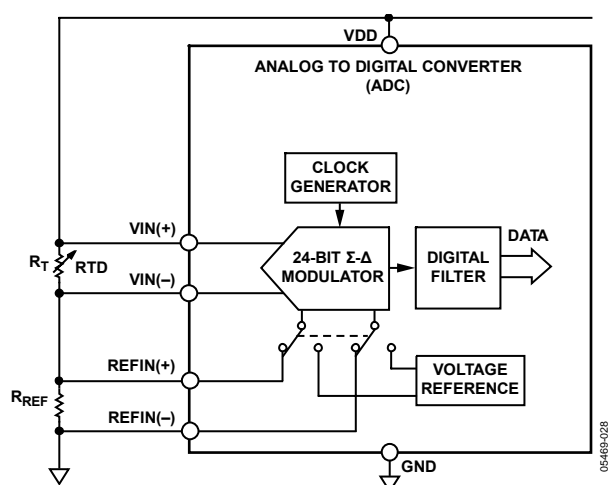 VDD
ANALOG TO DIGITAL CONVERTER
(ADC)
CLOCK
GENERATOR
VIN(+)
RT
RTD
24-BIT Σ-Δ
MODULATOR
DIGITAL
FILTER
DATA
VIN(–)
REFIN(+)
VOLTAGE
REFERENCE
RREF
REFIN(–)
GND
05469-028